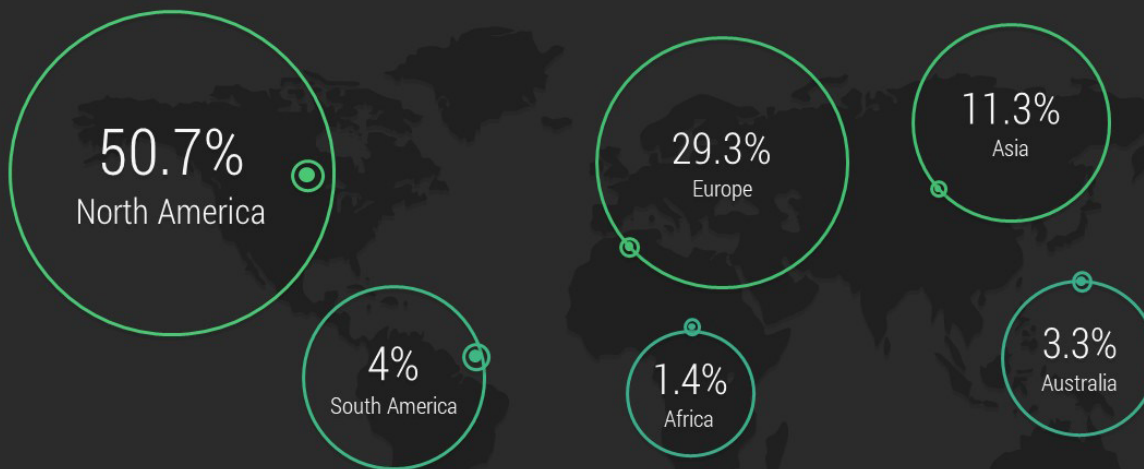 50.7%
North America
29.3%
Europe
11.3%
Asia
4%
South America
1.4%
Africa
3.3%
Australia